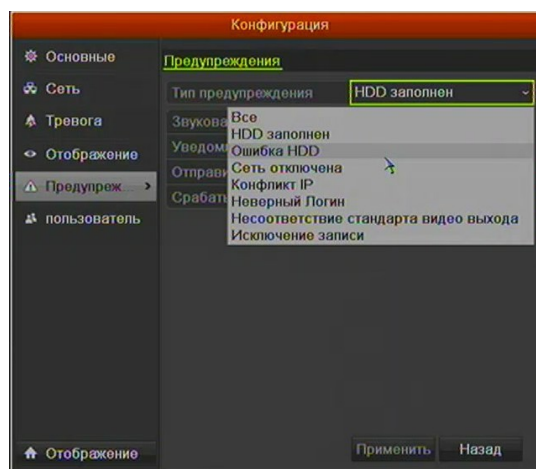 Конфигурация
Основные
Сеть
Тревога
Отображение
Предупреж...
пользователь
Отображение
Предупреждения
Тип предупреждения HDD заполнен
Звукова
Уведом
Отправи
Срабат
Все
HDD заполнен
Ошибка HDD
Сеть отключена
Конфликт IP
Неверный Логин
Несоответствие стандарта видео выхода
Исключение записи
Применить Назад